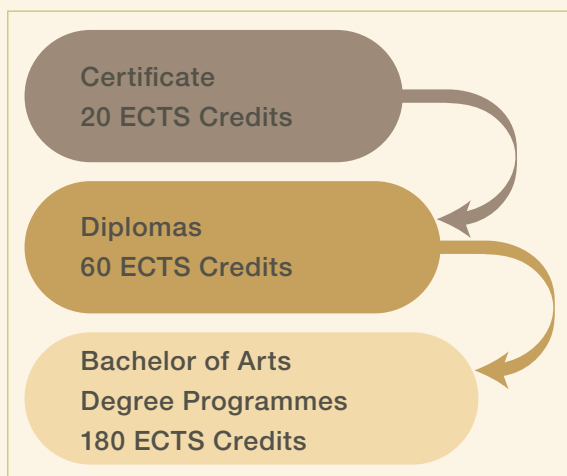 Certificate
20 ECTS Credits
Diplomas
60 ECTS Credits
Bachelor of Arts
Degree Programmes
180 ECTS Credits